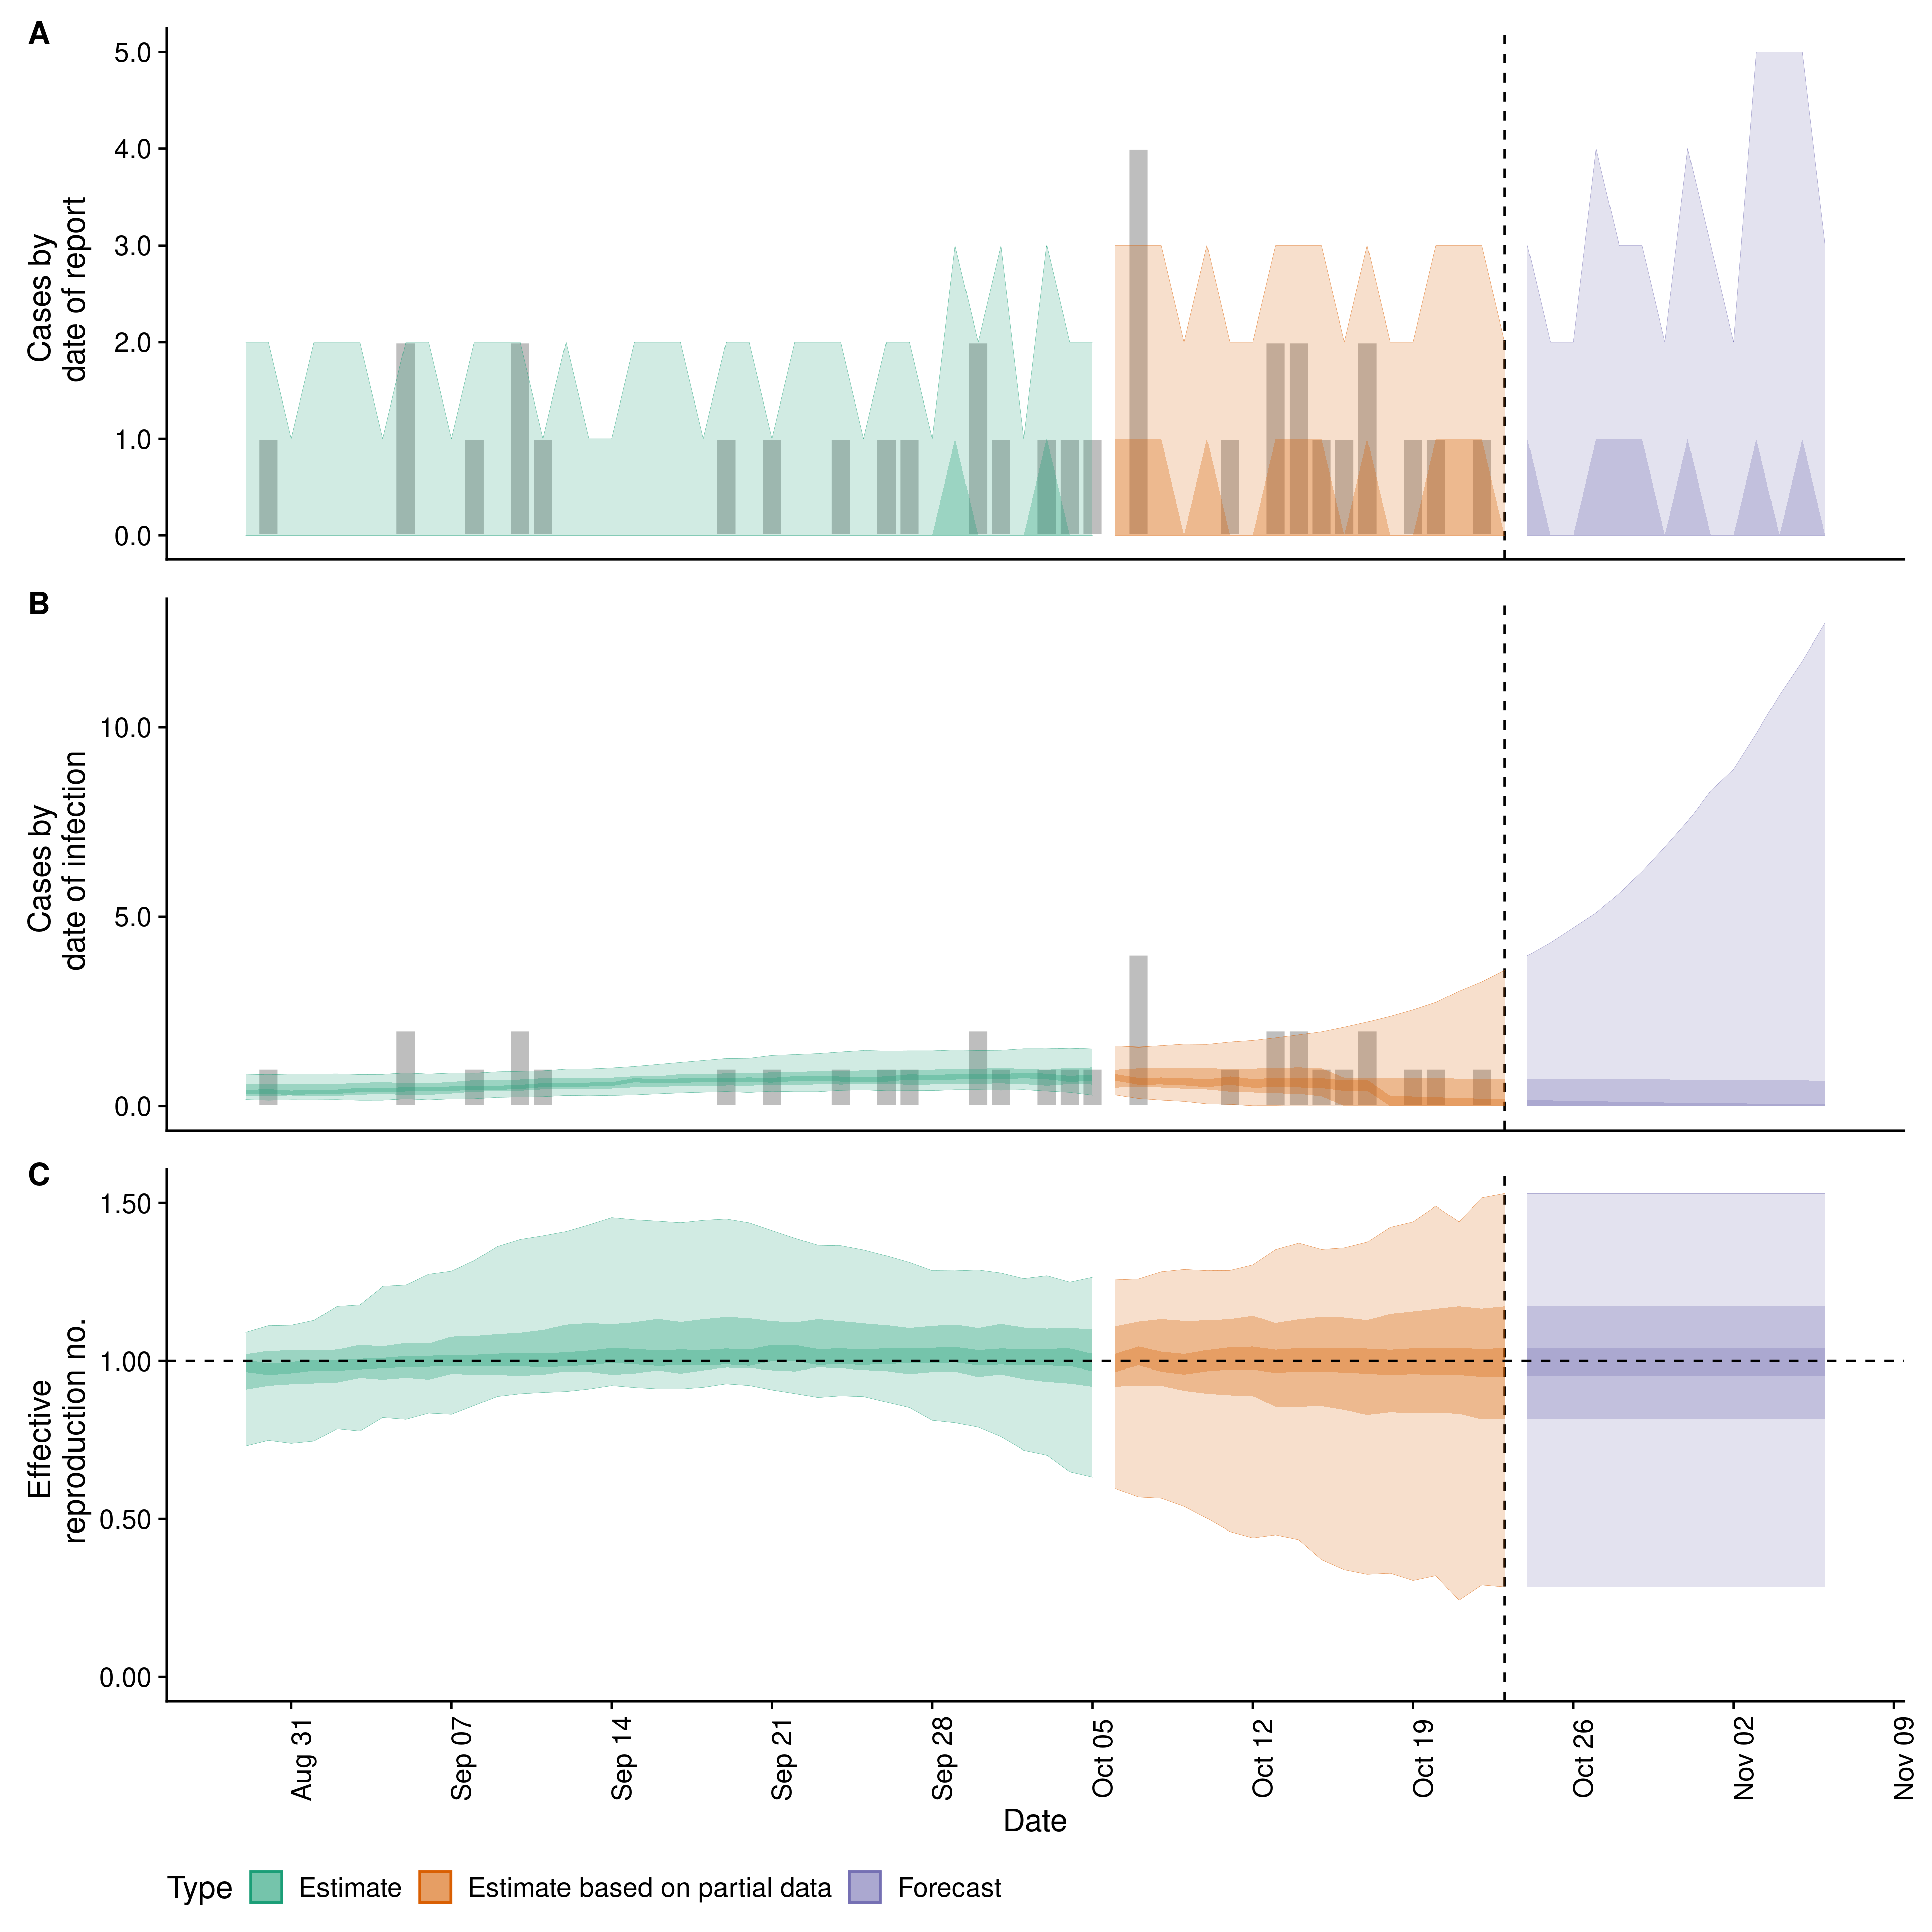 A
5.0
4.0
3.0
2.0
1.0
0.0
Cases by
date of report
B
10.0
5.0
0.0
Cases by
date of infection
C
1.50
1.00
0.50
0.00
Effective
reproduction no.
Aug 31
Sep 07
Sep 14
Sep 21
Sep 28
Oct 05
Oct 12
Oct 19
Oct 26
Nov 02
Nov 09
Date
Type
Estimate
Estimate based on partial data
Forecast